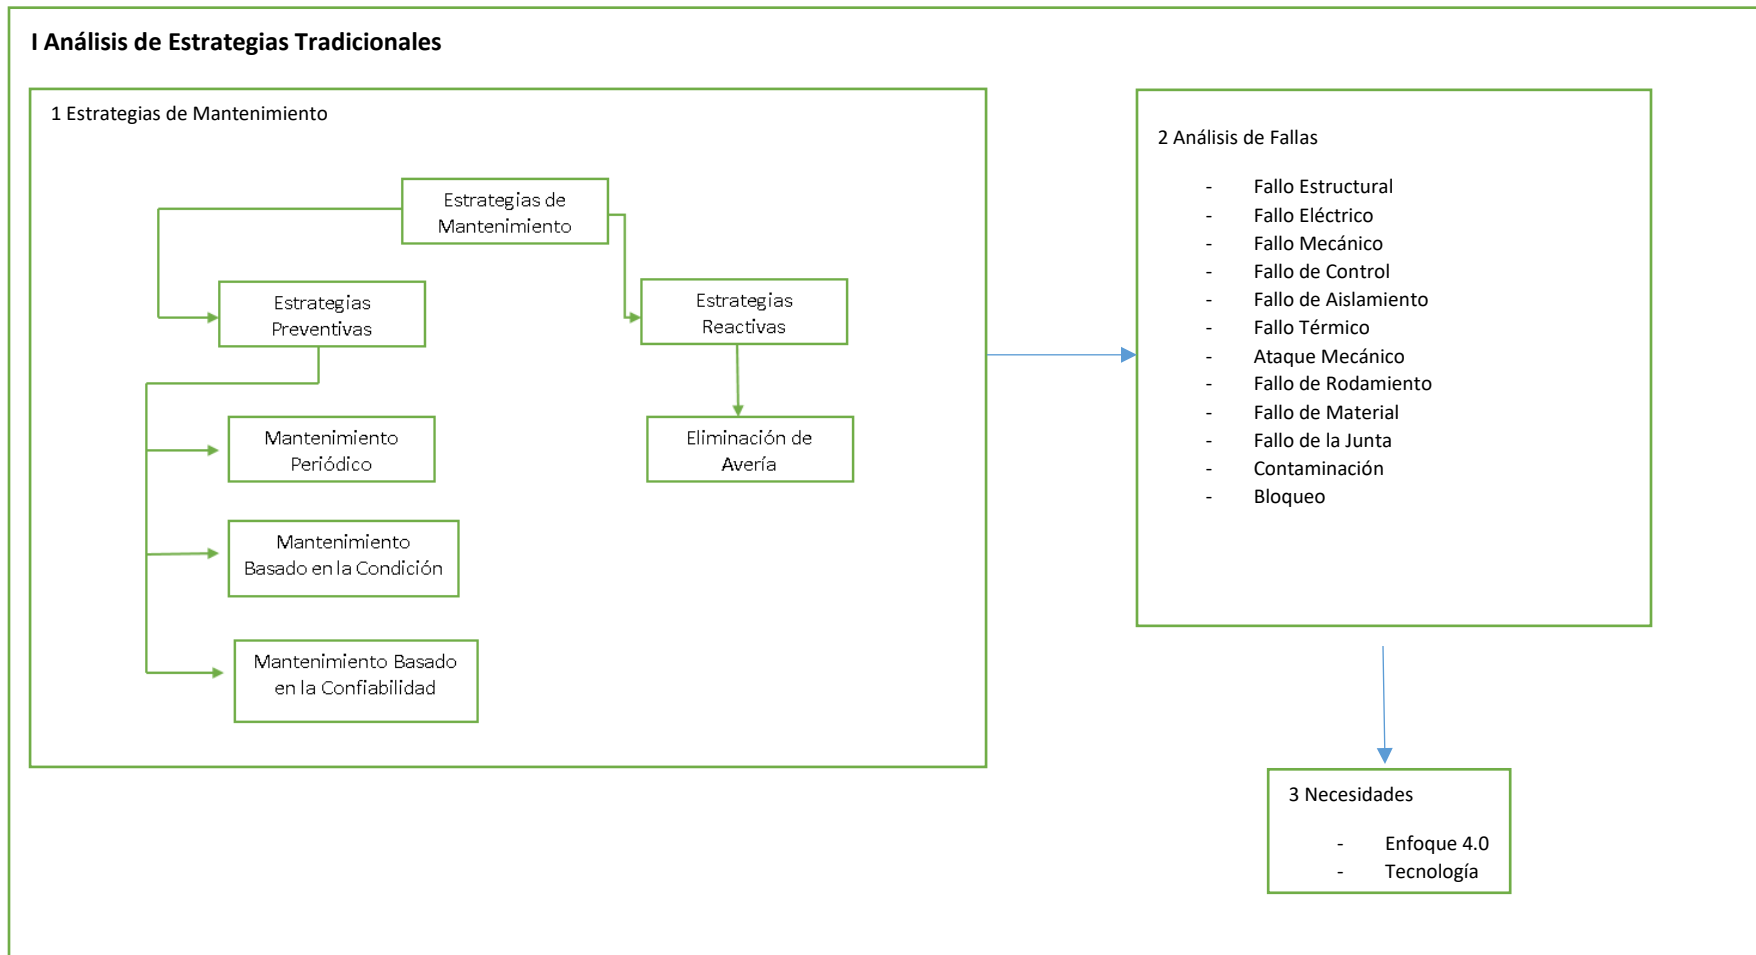 I Análisis de Estrategias Tradicionales
1 Estrategias de Mantenimiento
Estrategias de
Mantenimiento
Estrategias
Preventivas
Estrategias
Reactivas
Mantenimiento
Periódico
Eliminación de
Avería
Mantenimiento
Basado en la Condición
Mantenimiento Basado
en la Confiabilidad
2 Análisis de Fallas
- Fallo Estructural
- Fallo Eléctrico
- Fallo Mecánico
- Fallo de Control
- Fallo de Aislamiento
- Fallo Térmico
- Ataque Mecánico
- Fallo de Rodamiento
- Fallo de Material
- Fallo de la Junta
- Contaminación
- Bloqueo
3 Necesidades
- Enfoque 4.0
- Tecnología